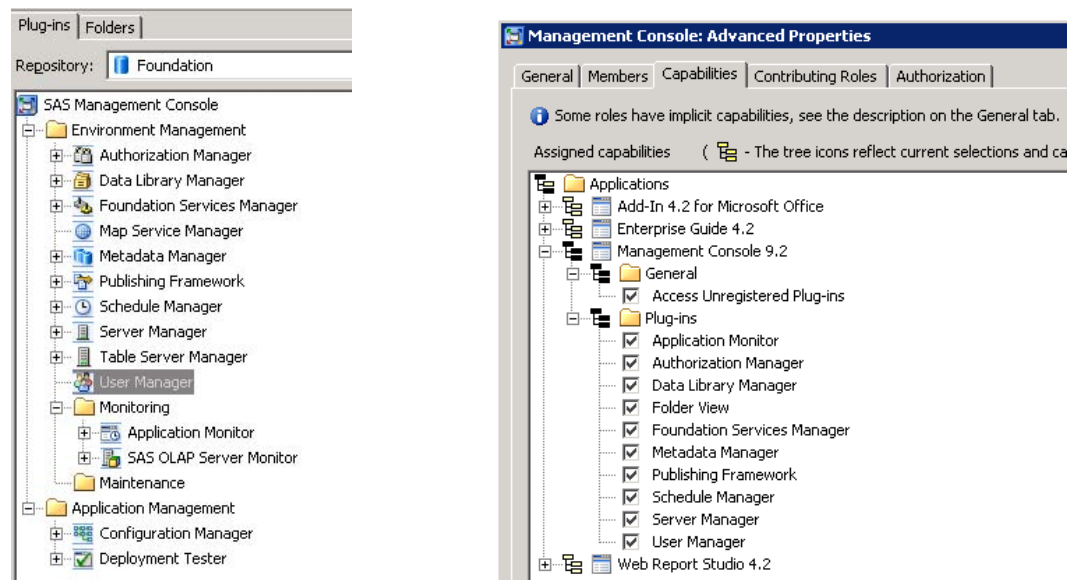 Plug-ins Folders
Repository: Foundation
SAS Management Console
Environment Management
Authorization Manager
Data Library Manager
Foundation Services Manager
Map Service Manager
Metadata Manager
Publishing Framework
Schedule Manager
Server Manager
Table Server Manager
User Manager
Monitoring
Application Monitor
SAS OLAP Server Monitor
Maintenance
Application Management
Configuration Manager
Deployment Tester
Management Console: Advanced Properties
General Members Capabilities Contributing Roles Authorization
Some roles have implicit capabilities, see the description on the General tab.
Assigned capabilities ( - The tree icons reflect current selections and ca
Applications
Add-In 4.2 for Microsoft Office
Enterprise Guide 4.2
Management Console 9.2
General
Access Unregistered Plug-ins
Plug-ins
Application Monitor
Authorization Manager
Data Library Manager
Folder View
Foundation Services Manager
Metadata Manager
Publishing Framework
Schedule Manager
Server Manager
User Manager
Web Report Studio 4.2